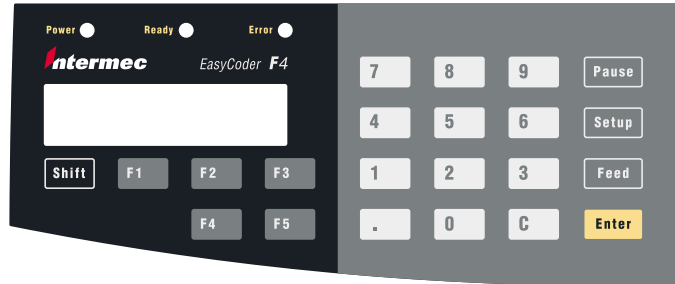 Power Ready Error
Intermec EasyCoder F4
7 8 9 Pause
4 5 6 Setup
Shift F1 F2 F3 1 2 3 Feed
F4 F5 . 0 C Enter